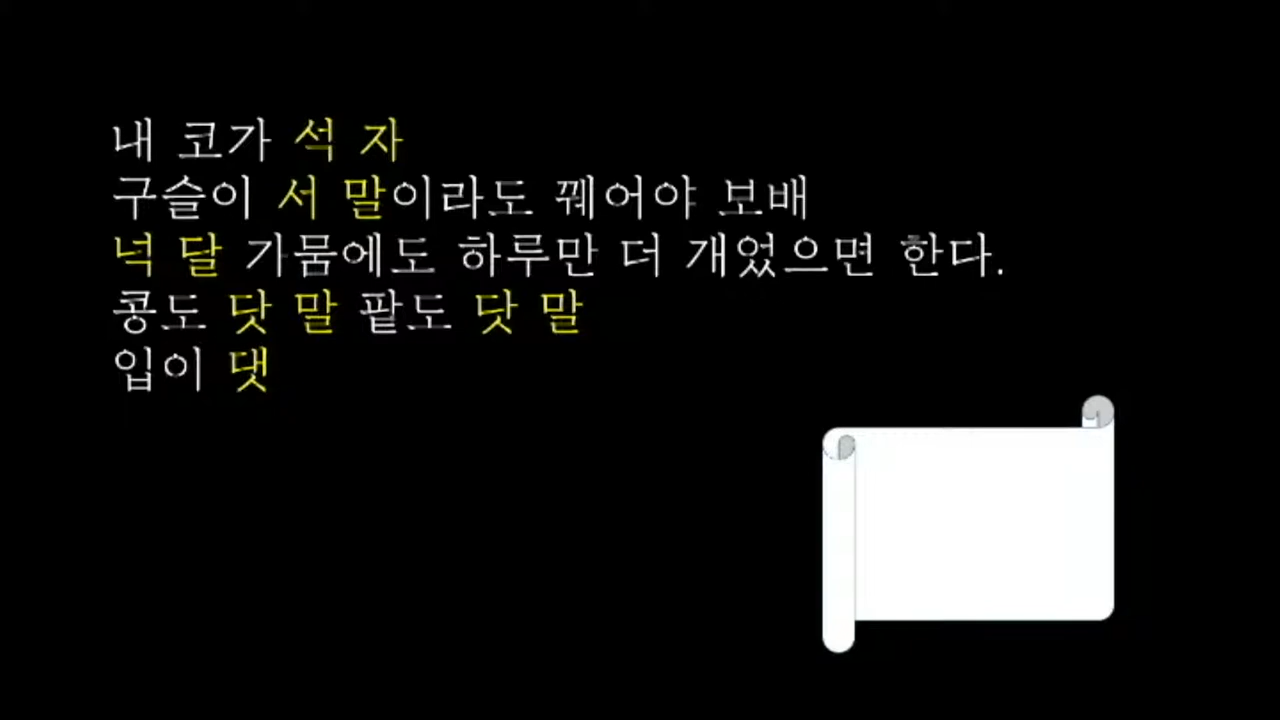 내 코가 석 자
구슬이 서 말이라도 꿰어야 보배
넉 달 가뭄에도 하루만 더 개었으면 한다.
콩도 닷 말 팥도 닷 말
입이 댓